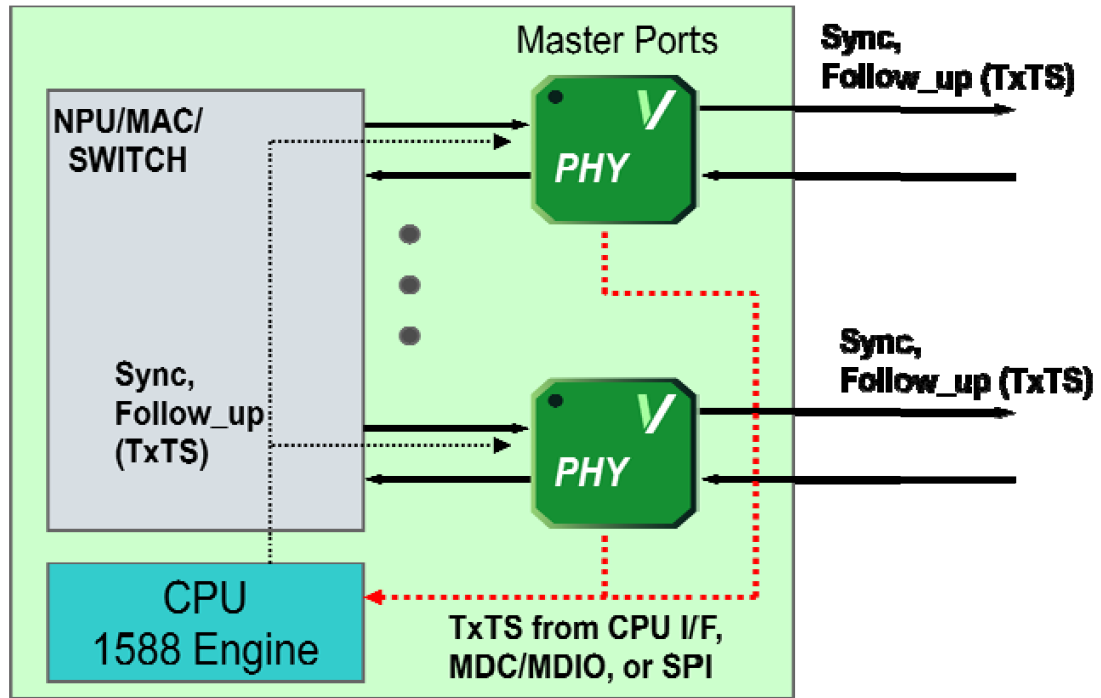 Master Ports
Sync,
Follow_up (TxTS)
NPU/MAC/
SWITCH
PHY
Sync,
Follow_up (TxTS)
Sync,
Follow_up
(TxTS)
PHY
CPU
1588 Engine
TxTS from CPU I/F,
MDC/MDIO, or SPI